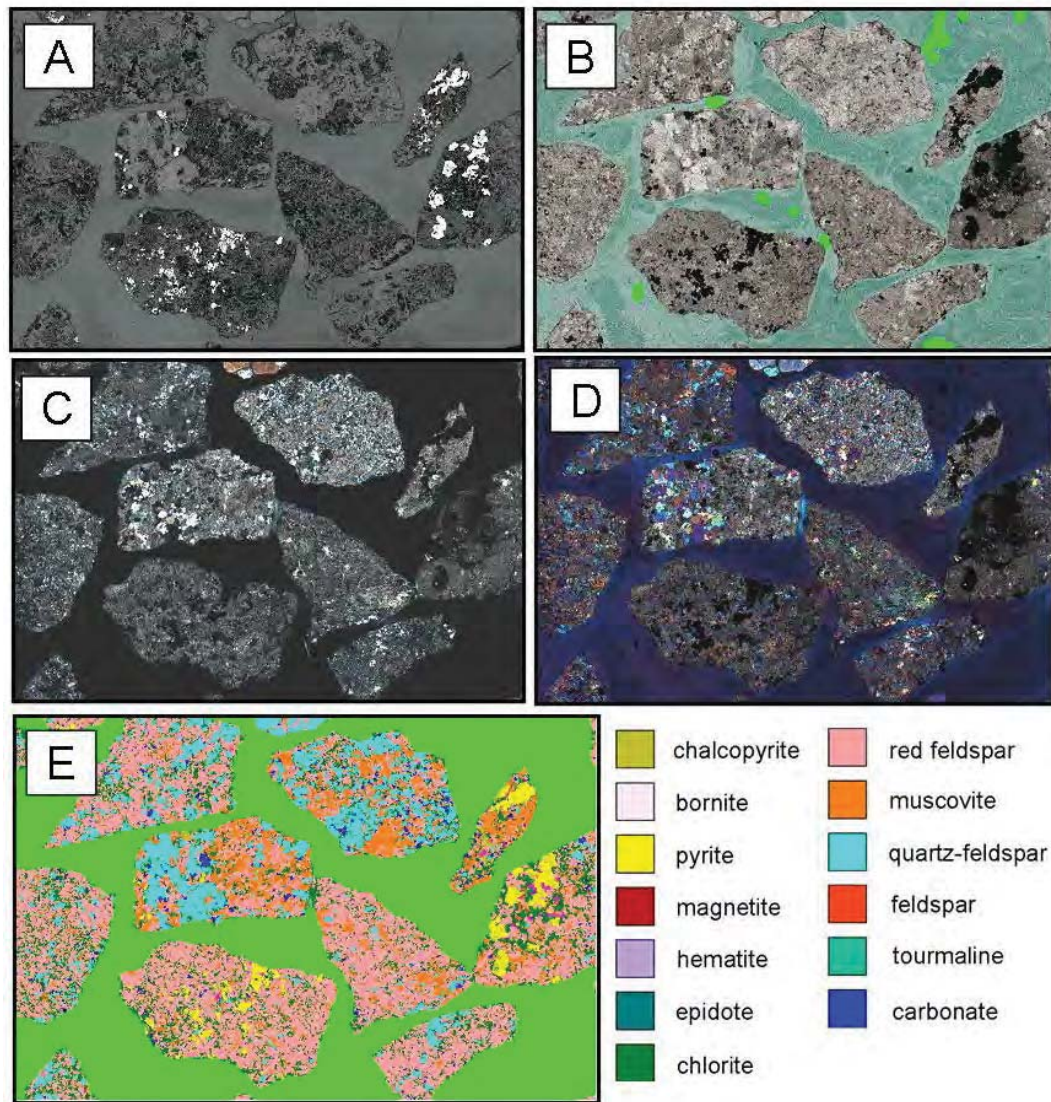 A
B
C
D
E
chalcopyrite
bornite
pyrite
magnetite
hematite
epidote
chlorite
red feldspar
muscovite
quartz-feldspar
feldspar
tourmaline
carbonate